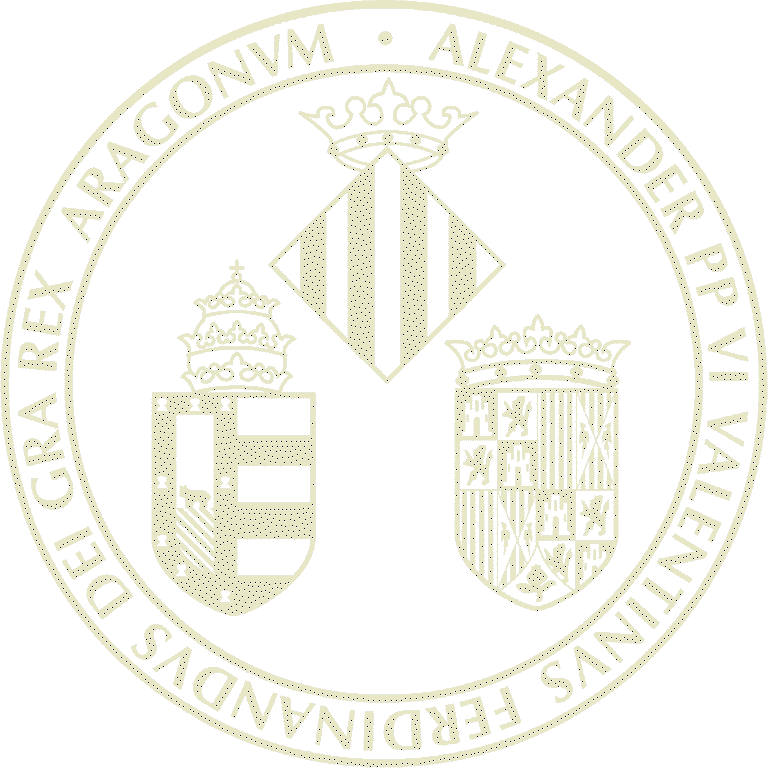 ALEXANDER PP VI VALENTINVS FERDINANDVS DEI GRA REX ARAGONVM •